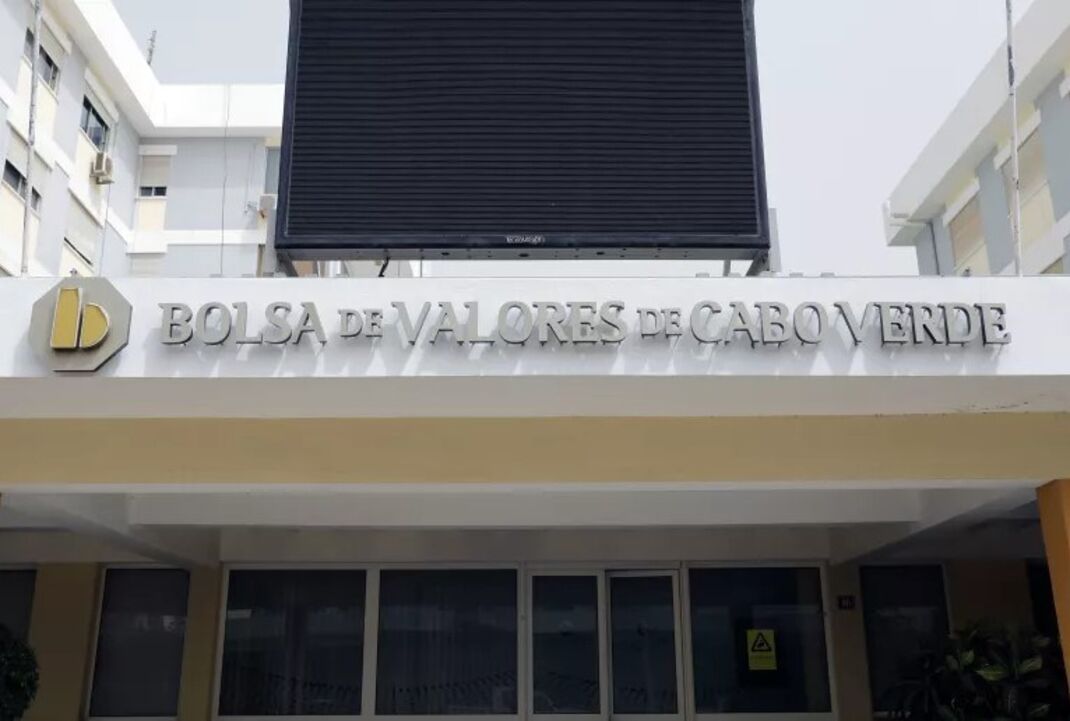 BOLSA DE VALORES DE CABO VERDE